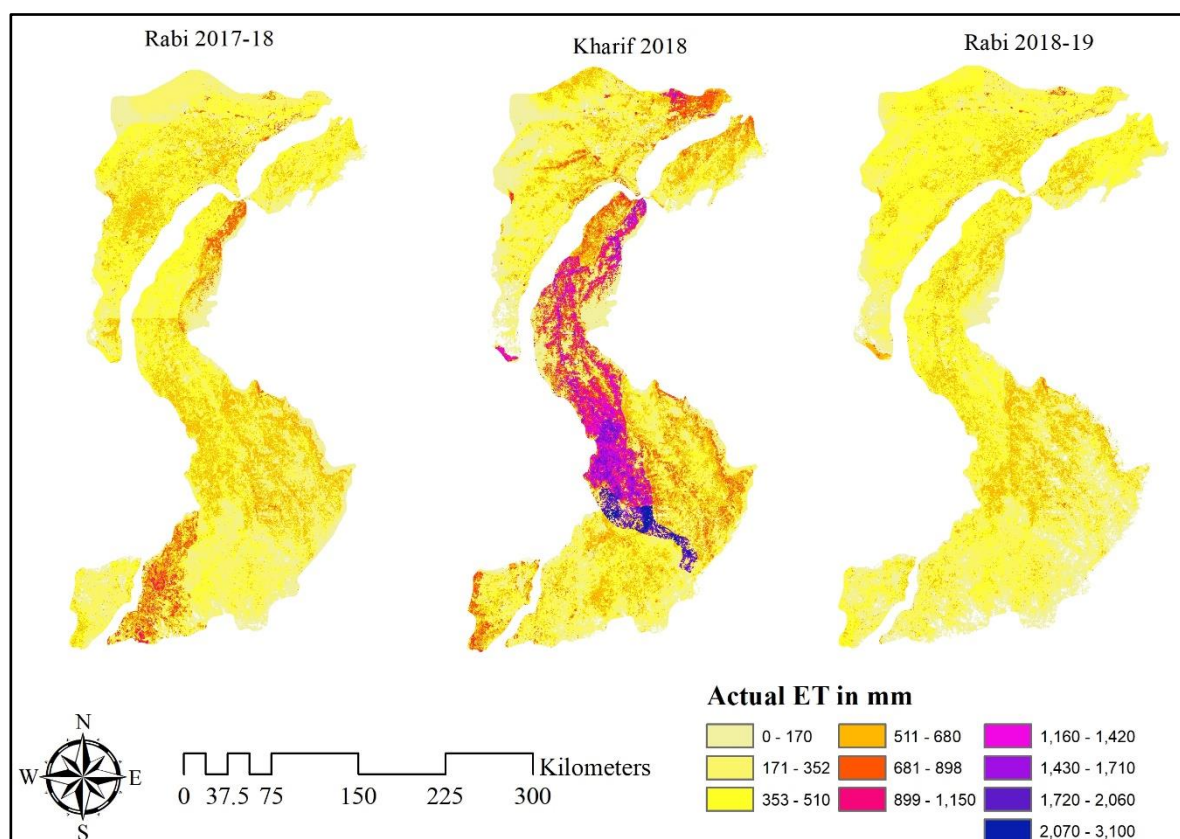 Rabi 2017-18
Kharif 2018
Rabi 2018-19
Actual ET in mm
0 - 170
171 - 352
353 - 510
511 - 680
681 - 898
899 - 1,150
1,160 - 1,420
1,430 - 1,710
1,720 - 2,060
2,070 - 3,100
N
W E
S
Kilometers
0 37.5 75 150 225 300